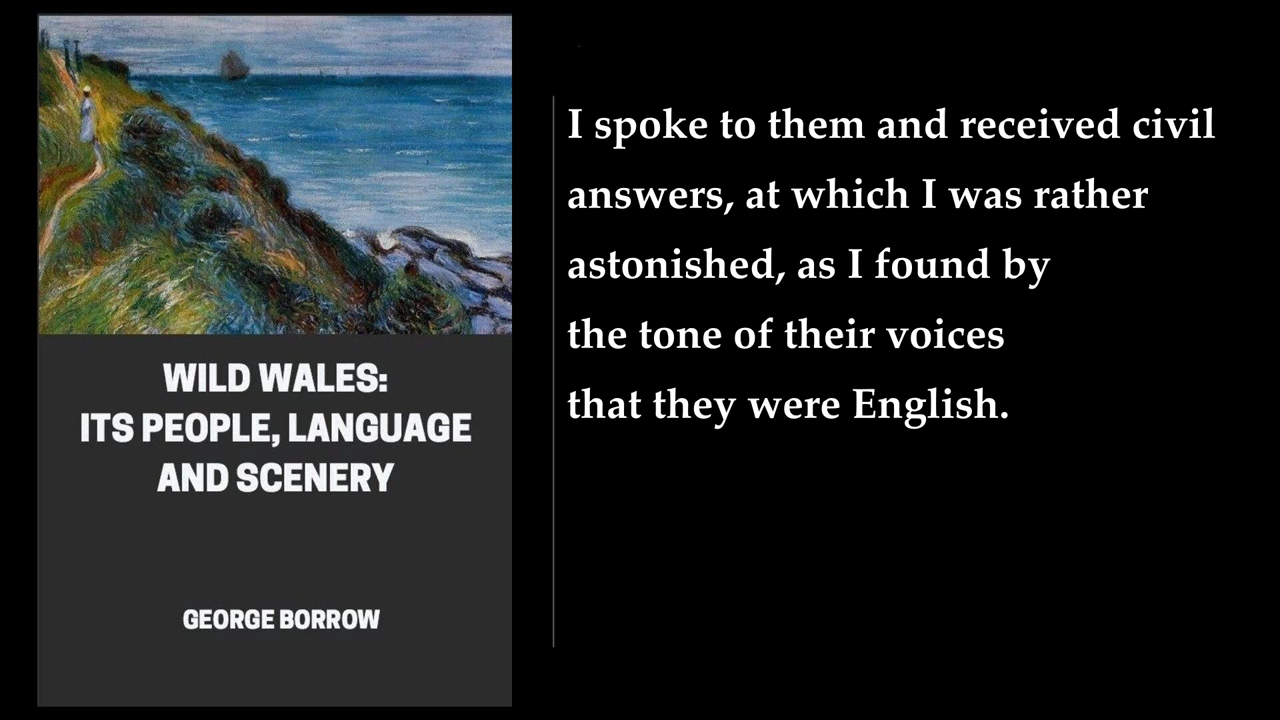 WILD WALES:
ITS PEOPLE, LANGUAGE
AND SCENERY
GEORGE BORROW
I spoke to them and received civil
answers, at which I was rather
astonished, as I found by
the tone of their voices
that they were English.